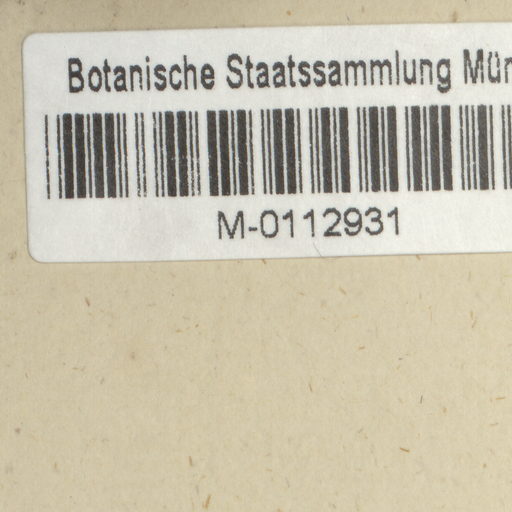 Botanische Staatssammlung Mün
M-0112931